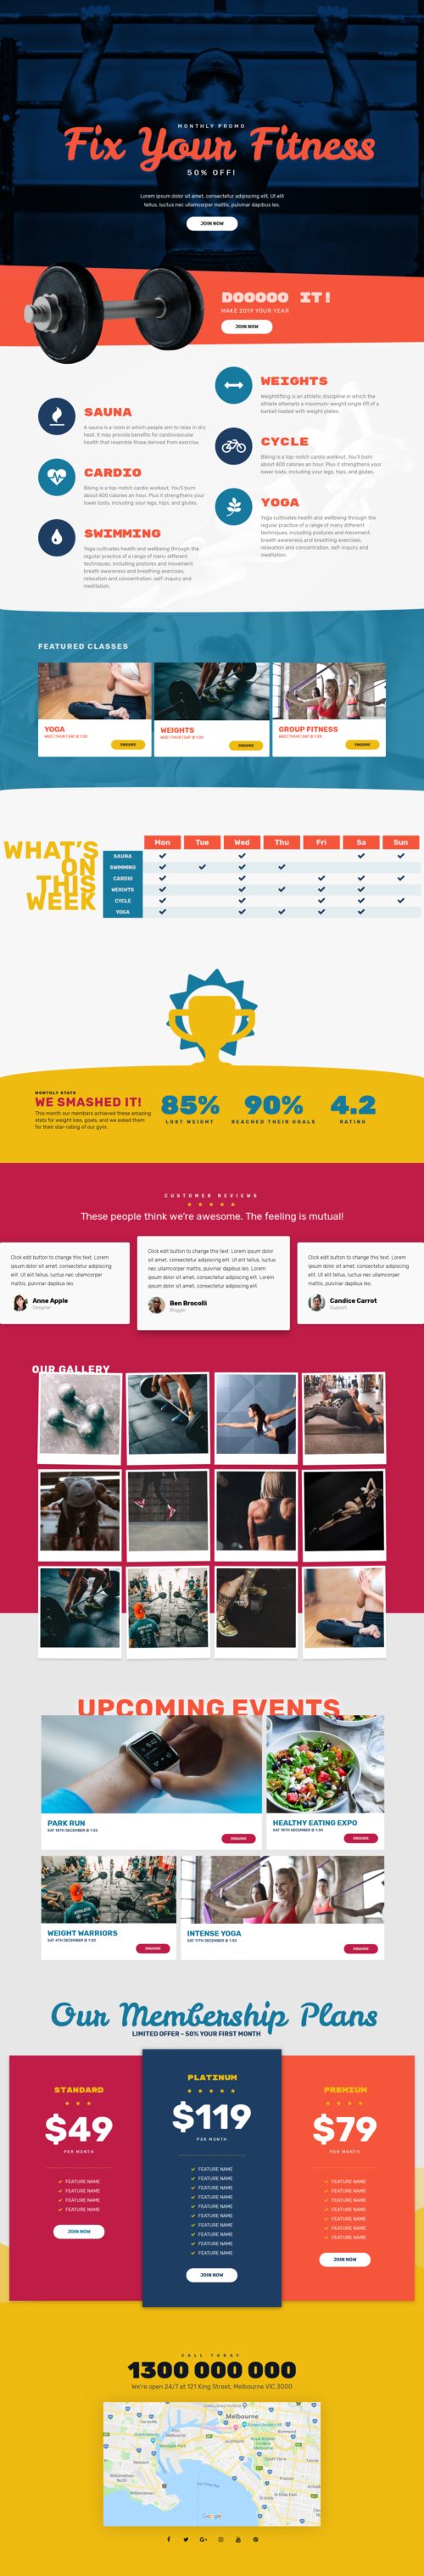 MONTHLY PROMO
Fix Your Fitness
50% OFF!
Lorem ipsum dolor sit amet, consectetur adipiscing elit. Ut elit
tellus, luctus nec ullamcorper mattis, pulvinar dapibus leo.
JOIN NOW
DOOOOO IT!
MAKE 2019 YOUR YEAR
JOIN NOW
SAUNA
A sauna is a room in which people aim to relax in dry
heat. It may provide benefits for cardiovascular
health that resemble those derived from exercise.
CARDIO
Biking is a top-notch cardio workout. You'll burn
about 400 calories an hour. Plus it strengthens your
lower body, including your legs, hips, and glutes.
SWIMMING
Yoga cultivates health and wellbeing through the
regular practice of a range of many different
techniques, including postures and movement,
breath awareness and breathing exercises,
relaxation and concentration, self-inquiry and
meditation.
WEIGHTS
Weightlifting is an athletic discipline in which the
athlete attempts a maximum-weight single lift of a
barbell loaded with weight plates.
CYCLE
Biking is a top-notch cardio workout. You'll burn
about 400 calories an hour. Plus it strengthens your
lower body, including your legs, hips, and glutes.
YOGA
Yoga cultivates health and wellbeing through the
regular practice of a range of many different
techniques, including postures and movement,
breath awareness and breathing exercises,
relaxation and concentration, self-inquiry and
meditation.
FEATURED CLASSES
YOGA
WED | THUR | SAT @ 1:30
ENQUIRE
WEIGHTS
WED | THUR | SAT @ 1:30
ENQUIRE
GROUP FITNESS
WED | THUR | SAT @ 1:30
ENQUIRE
WHAT'S
ON
THIS
WEEK
Mon Tue Wed Thu Fri Sa Sun
SAUNA
SWIMMING
CARDIO
WEIGHTS
CYCLE
YOGA
MONTHLY STATS
WE SMASHED IT!
This month our members achieved these amazing
stats for weight loss, goals, and we asked them
for their star-rating of our gym.
85%
LOST WEIGHT
90%
REACHED THEIR GOALS
4.2
RATING
CUSTOMER REVIEWS
These people think we're awesome. The feeling is mutual!
Click edit button to change this text. Lorem
ipsum dolor sit amet, consectetur adipiscing
elit. Ut elit tellus, luctus nec ullamcorper
mattis, pulvinar dapibus leo.
Anne Apple
Designer
Click edit button to change this text. Lorem ipsum dolor
sit amet, consectetur adipiscing elit. Ut elit tellus, luctus
nec ullamcorper mattis, pulvinar dapibus leo. Lorem
ipsum dolor sit amet, consectetur adipiscing elit. Lorem
ipsum dolor sit amet, consectetur adipiscing elit.
Ben Brocolli
Blogger
Click edit button to change this text. Lorem
ipsum dolor sit amet, consectetur adipiscing
elit. Ut elit tellus, luctus nec ullamcorper
mattis, pulvinar dapibus leo.
Candice Carrot
Support
OUR GALLERY
UPCOMING EVENTS
PARK RUN
ENQUIRE
HEALTHY EATING EXPO
ENQUIRE
WEIGHT WARRIORS
ENQUIRE
INTENSE YOGA
ENQUIRE
Our Membership Plans
LIMITED OFFER - 50% YOUR FIRST MONTH
STANDARD
$49
PER MONTH
FEATURE NAME
FEATURE NAME
FEATURE NAME
FEATURE NAME
JOIN NOW
PLATINUM
$119
PER MONTH
FEATURE NAME
FEATURE NAME
FEATURE NAME
FEATURE NAME
FEATURE NAME
FEATURE NAME
FEATURE NAME
FEATURE NAME
FEATURE NAME
FEATURE NAME
JOIN NOW
PREMIUM
$79
PER MONTH
FEATURE NAME
FEATURE NAME
FEATURE NAME
FEATURE NAME
FEATURE NAME
FEATURE NAME
FEATURE NAME
JOIN NOW
CALL TODAY
1300 000 000
We're open 24/7 at 121 King Street, Melbourne VIC 3000
Melbourne
Google